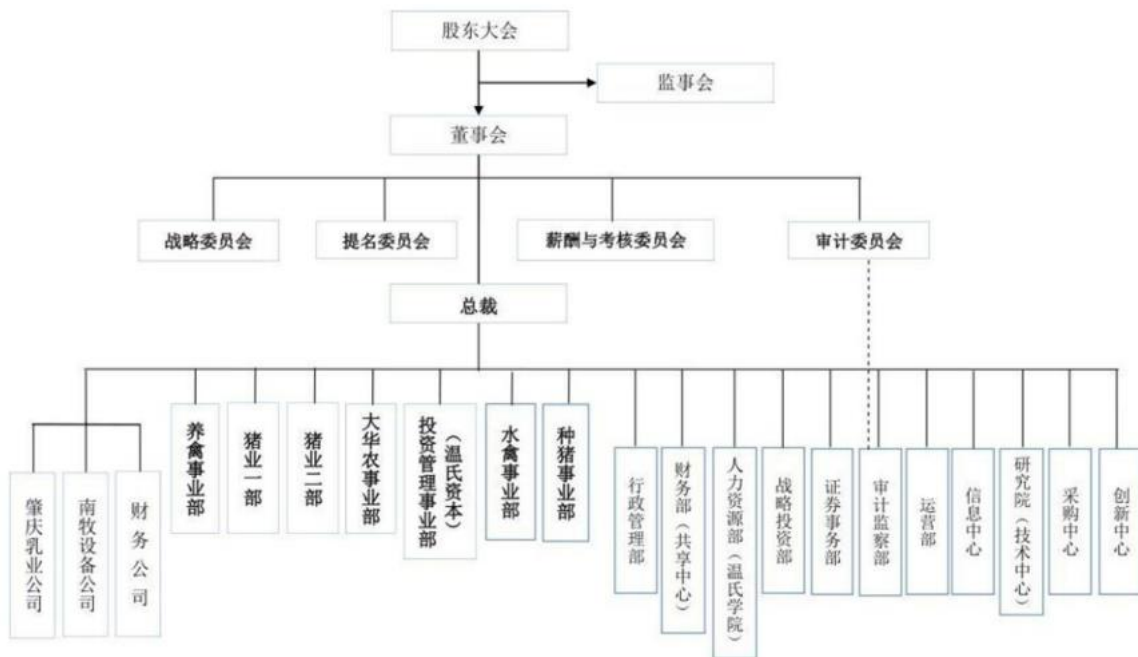 股东大会
监事会
董事会
战略委员会
提名委员会
薪酬与考核委员会
审计委员会
总裁
肇庆乳业公司
南牧设备公司
财务公司
养禽事业部
猪业一部
猪业二部
大华农事业部
投资管理事业部
（温氏资本）
水禽事业部
种猪事业部
行政管理部
财务部（共享中心）
人力资源部（温氏学院）
战略投资部
证券事务部
审计监察部
运营部
信息中心
研究院（技术中心）
采购中心
创新中心